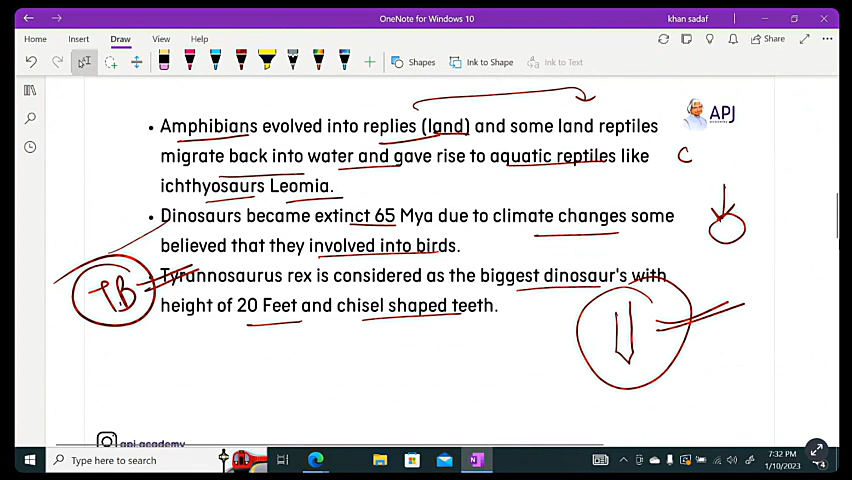 OneNote for Windows 10
khan sadaf
Home Insert Draw View Help
Share
Shapes
Ink to Shape
Ink to Text
• Amphibians evolved into replies (land) and some land reptiles
migrate back into water and gave rise to aquatic reptiles like
ichthyosaurs Leomia.
• Dinosaurs became extinct 65 Mya due to climate changes some
believed that they involved into birds.
• Tyrannosaurus rex is considered as the biggest dinosaur's with
height of 20 Feet and chisel shaped teeth.
APJ
C
TB
api.academy
Type here to search
7:32 PM
1/10/2023
4